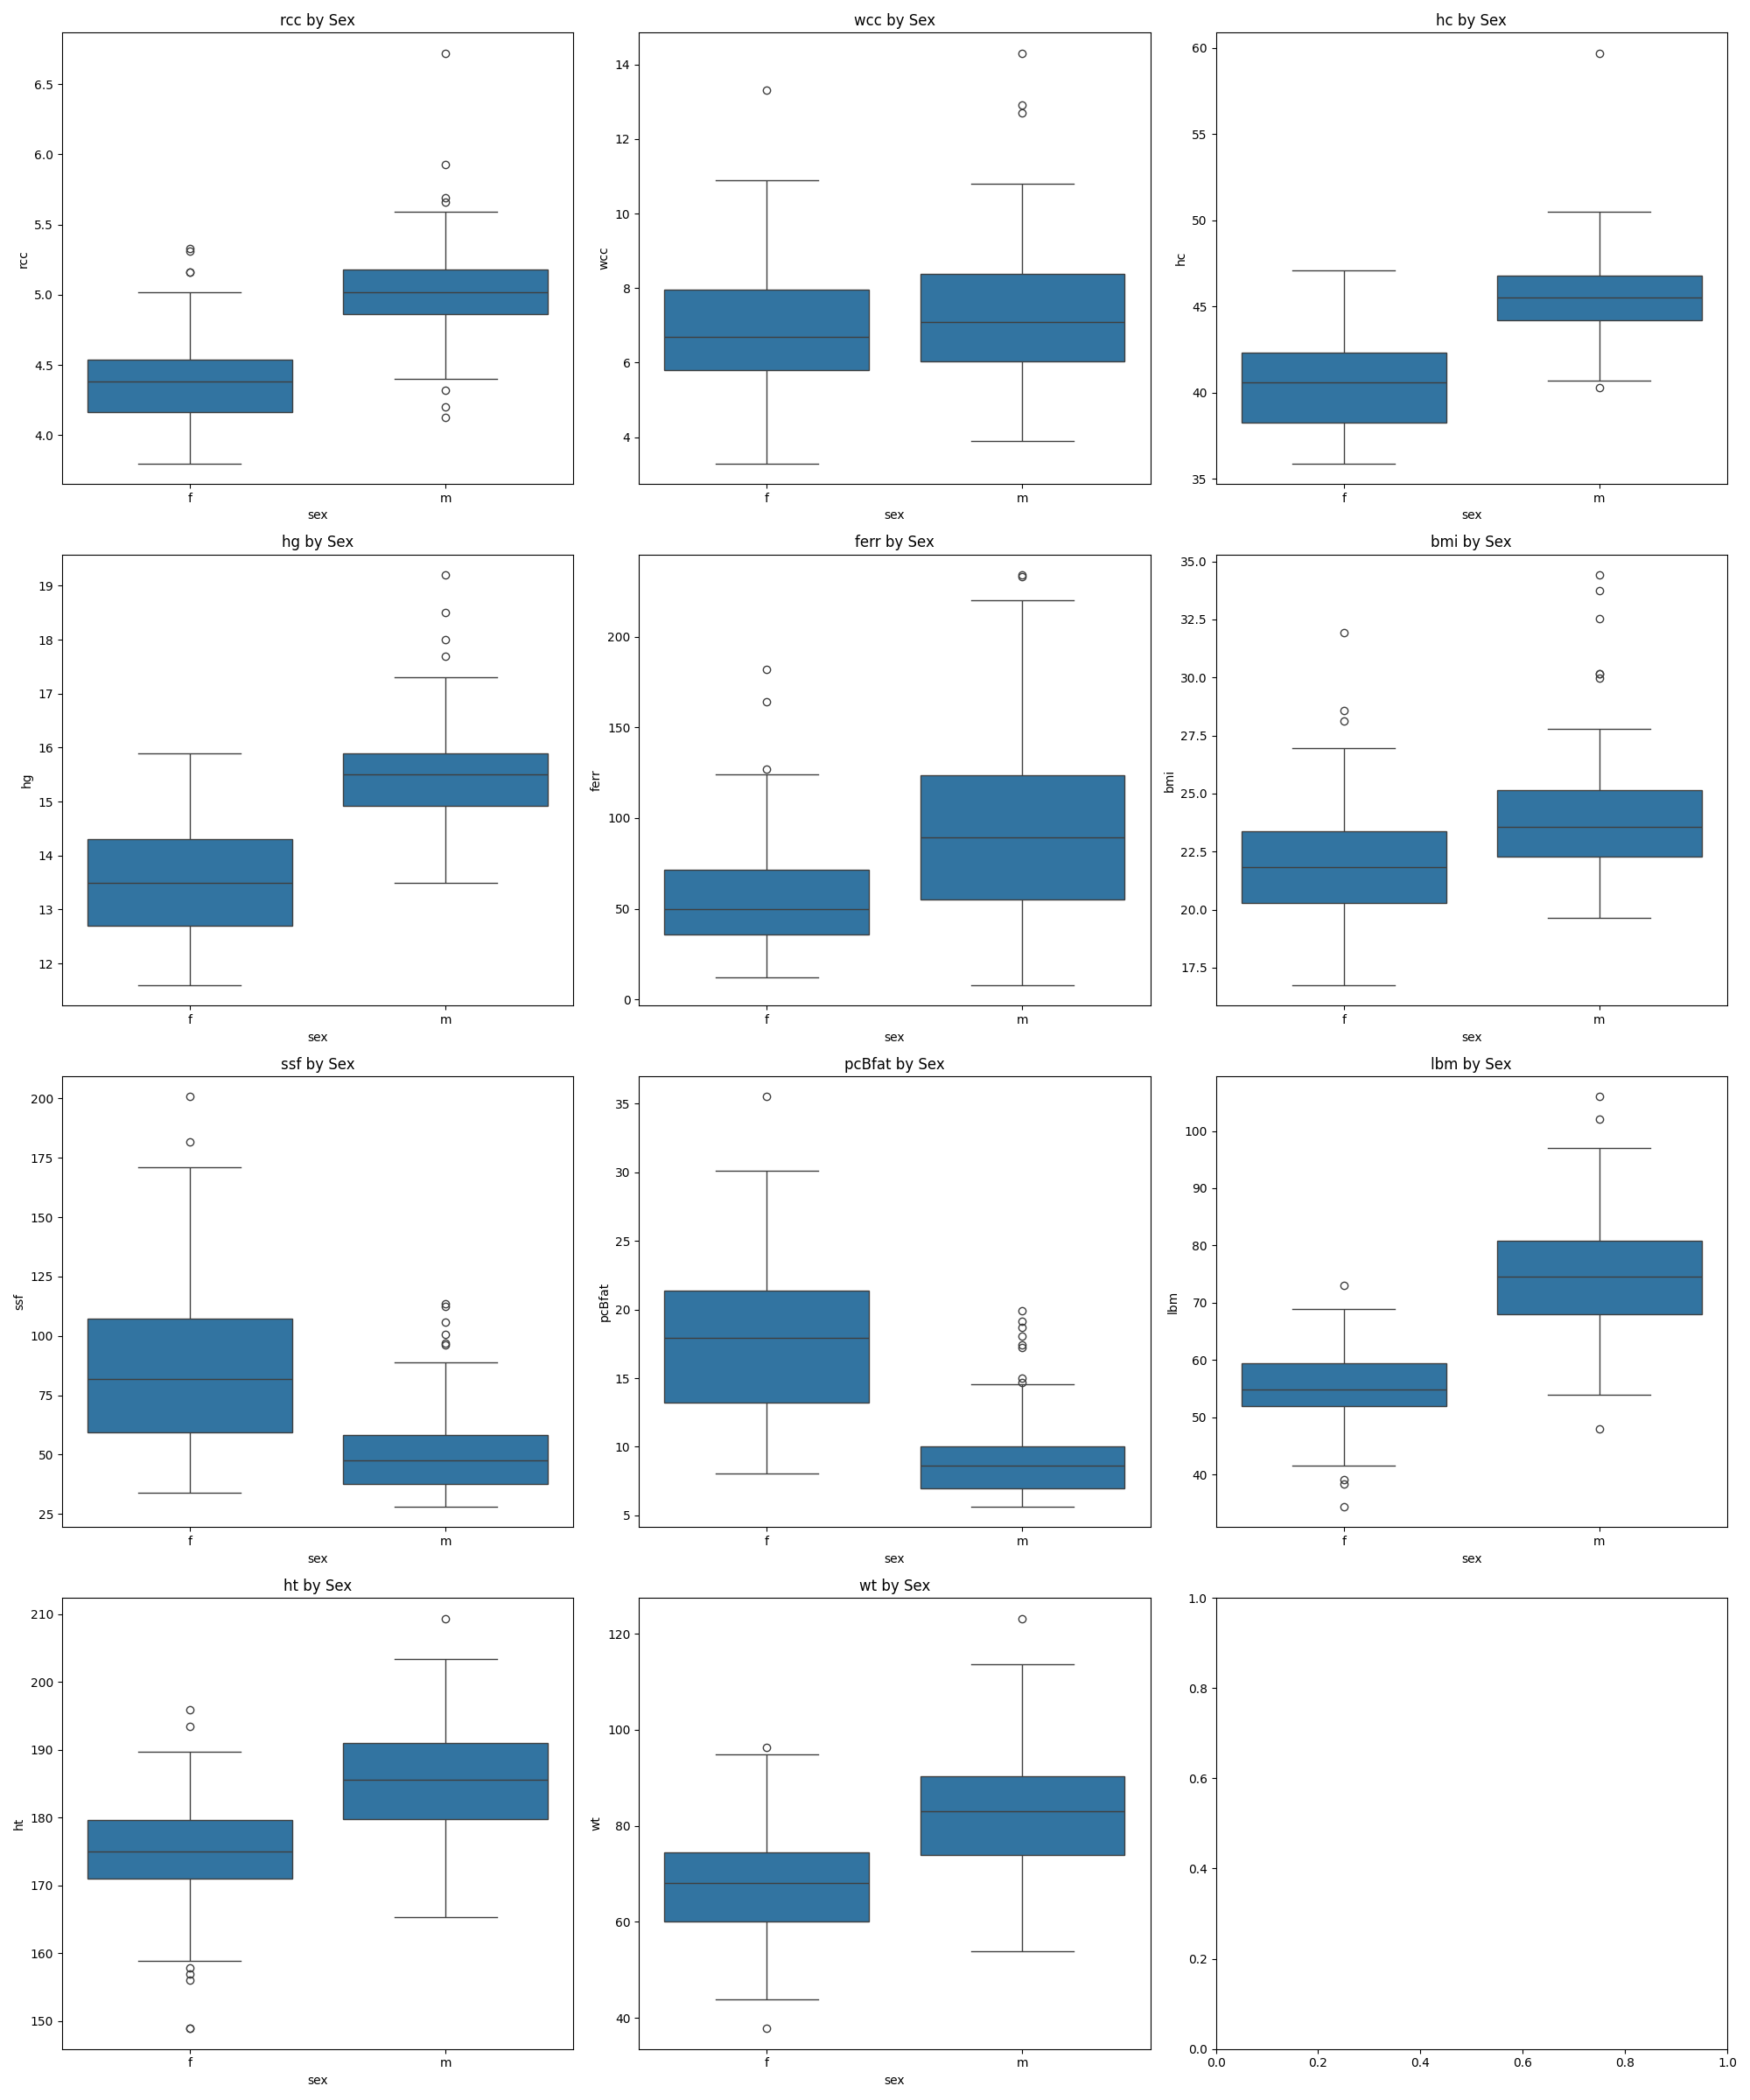 rcc by Sex
wcc by Sex
hc by Sex
6.5
6.0
5.5
5.0
4.5
4.0
rcc
f
m
sex
14
12
10
8
6
4
wcc
f
m
sex
60
55
50
45
40
35
hc
f
m
sex
hg by Sex
ferr by Sex
bmi by Sex
19
18
17
16
15
14
13
12
hg
f
m
sex
200
150
100
50
0
ferr
f
m
sex
35.0
32.5
30.0
27.5
25.0
22.5
20.0
17.5
bmi
f
m
sex
ssf by Sex
pcBfat by Sex
lbm by Sex
200
175
150
125
100
75
50
25
ssf
f
m
sex
35
30
25
20
15
10
5
pcBfat
f
m
sex
100
90
80
70
60
50
40
lbm
f
m
sex
ht by Sex
wt by Sex
210
200
190
180
170
160
150
ht
f
m
sex
120
100
80
60
40
wt
f
m
sex
1.0
0.8
0.6
0.4
0.2
0.0
0.0
0.2
0.4
0.6
0.8
1.0